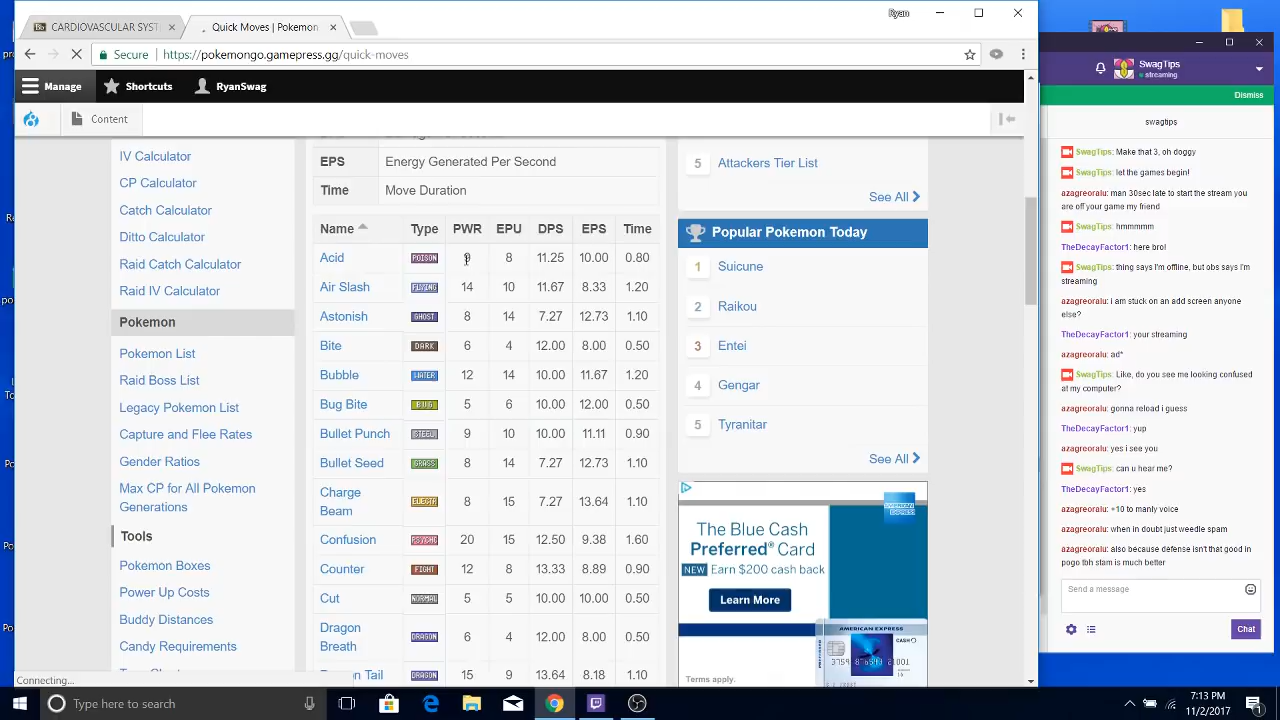 Ryan
CARDIOVASCULAR SYST
Quick Moves | Pokemon
Secure
https://pokemongo.gamepress.gg/quick-moves
Manage
Shortcuts
RyanSwag
Content
IV Calculator
CP Calculator
Catch Calculator
Ditto Calculator
Raid Catch Calculator
Raid IV Calculator
Pokemon
Pokemon List
Raid Boss List
Legacy Pokemon List
Capture and Flee Rates
Gender Ratios
Max CP for All Pokemon
Generations
Tools
Pokemon Boxes
Power Up Costs
Buddy Distances
Candy Requirements
Connecting...
EPS Energy Generated Per Second
Time Move Duration
Name Type PWR EPU DPS EPS Time
Acid POISON 9 8 11.25 10.00 0.80
Air Slash FLYING 14 10 11.67 8.33 1.20
Astonish GHOST 8 14 7.27 12.73 1.10
Bite DARK 6 4 12.00 8.00 0.50
Bubble WATER 12 14 10.00 11.67 1.20
Bug Bite BUG 5 6 10.00 12.00 0.50
Bullet Punch STEEL 9 10 10.00 11.11 0.90
Bullet Seed GRASS 8 14 7.27 12.73 1.10
Charge
Beam ELECTR 8 15 7.27 13.64 1.10
Confusion PSYCHC 20 15 12.50 9.38 1.60
Counter FIGHT 12 8 13.33 8.89 0.90
Cut NORMAL 5 5 10.00 10.00 0.50
Dragon
Breath DRAGON 6 4 12.00 8.00 0.50
Tail DRAGON 15 9 13.64 8.18 1.10
5 Attackers Tier List
See All
Popular Pokemon Today
1 Suicune
2 Raikou
3 Entei
4 Gengar
5 Tyranitar
See All
The Blue Cash
Preferred® Card
NEW Earn $200 cash back
Learn More
AMERICAN EXPRESS
Terms apply.
SwagTips
streaming
Dismiss
swagtips
SwagTips: Make that 3, oh doggy
SwagTips: let the games begin!
azagreoralu: man 30sec late to start the stream you
are off your game my friend
SwagTips: hmmmmm
TheDecayFactor1: here bro!
SwagTips: thing says I'm offline, but obs says I'm
streaming
azagreoralu: i am stuck on an add screen anyone
else?
TheDecayFactor1: your streaming
azagreoralu: ad*
SwagTips: Like, do you see me looking confused
at my computer?
azagreoralu: gonna reload i guess
TheDecayFactor1: yup
azagreoralu: yes i see you
SwagTips: can u hear me?
TheDecayFactor1: yes
azagreoralu: +10 to manly voice
azagreoralu: when in doubt just weedle spam
azagreoralu: also because defense isn't that good in
pogo tbh stam is much better
Send a message
Chat
Type here to search
7:13 PM
11/2/2017